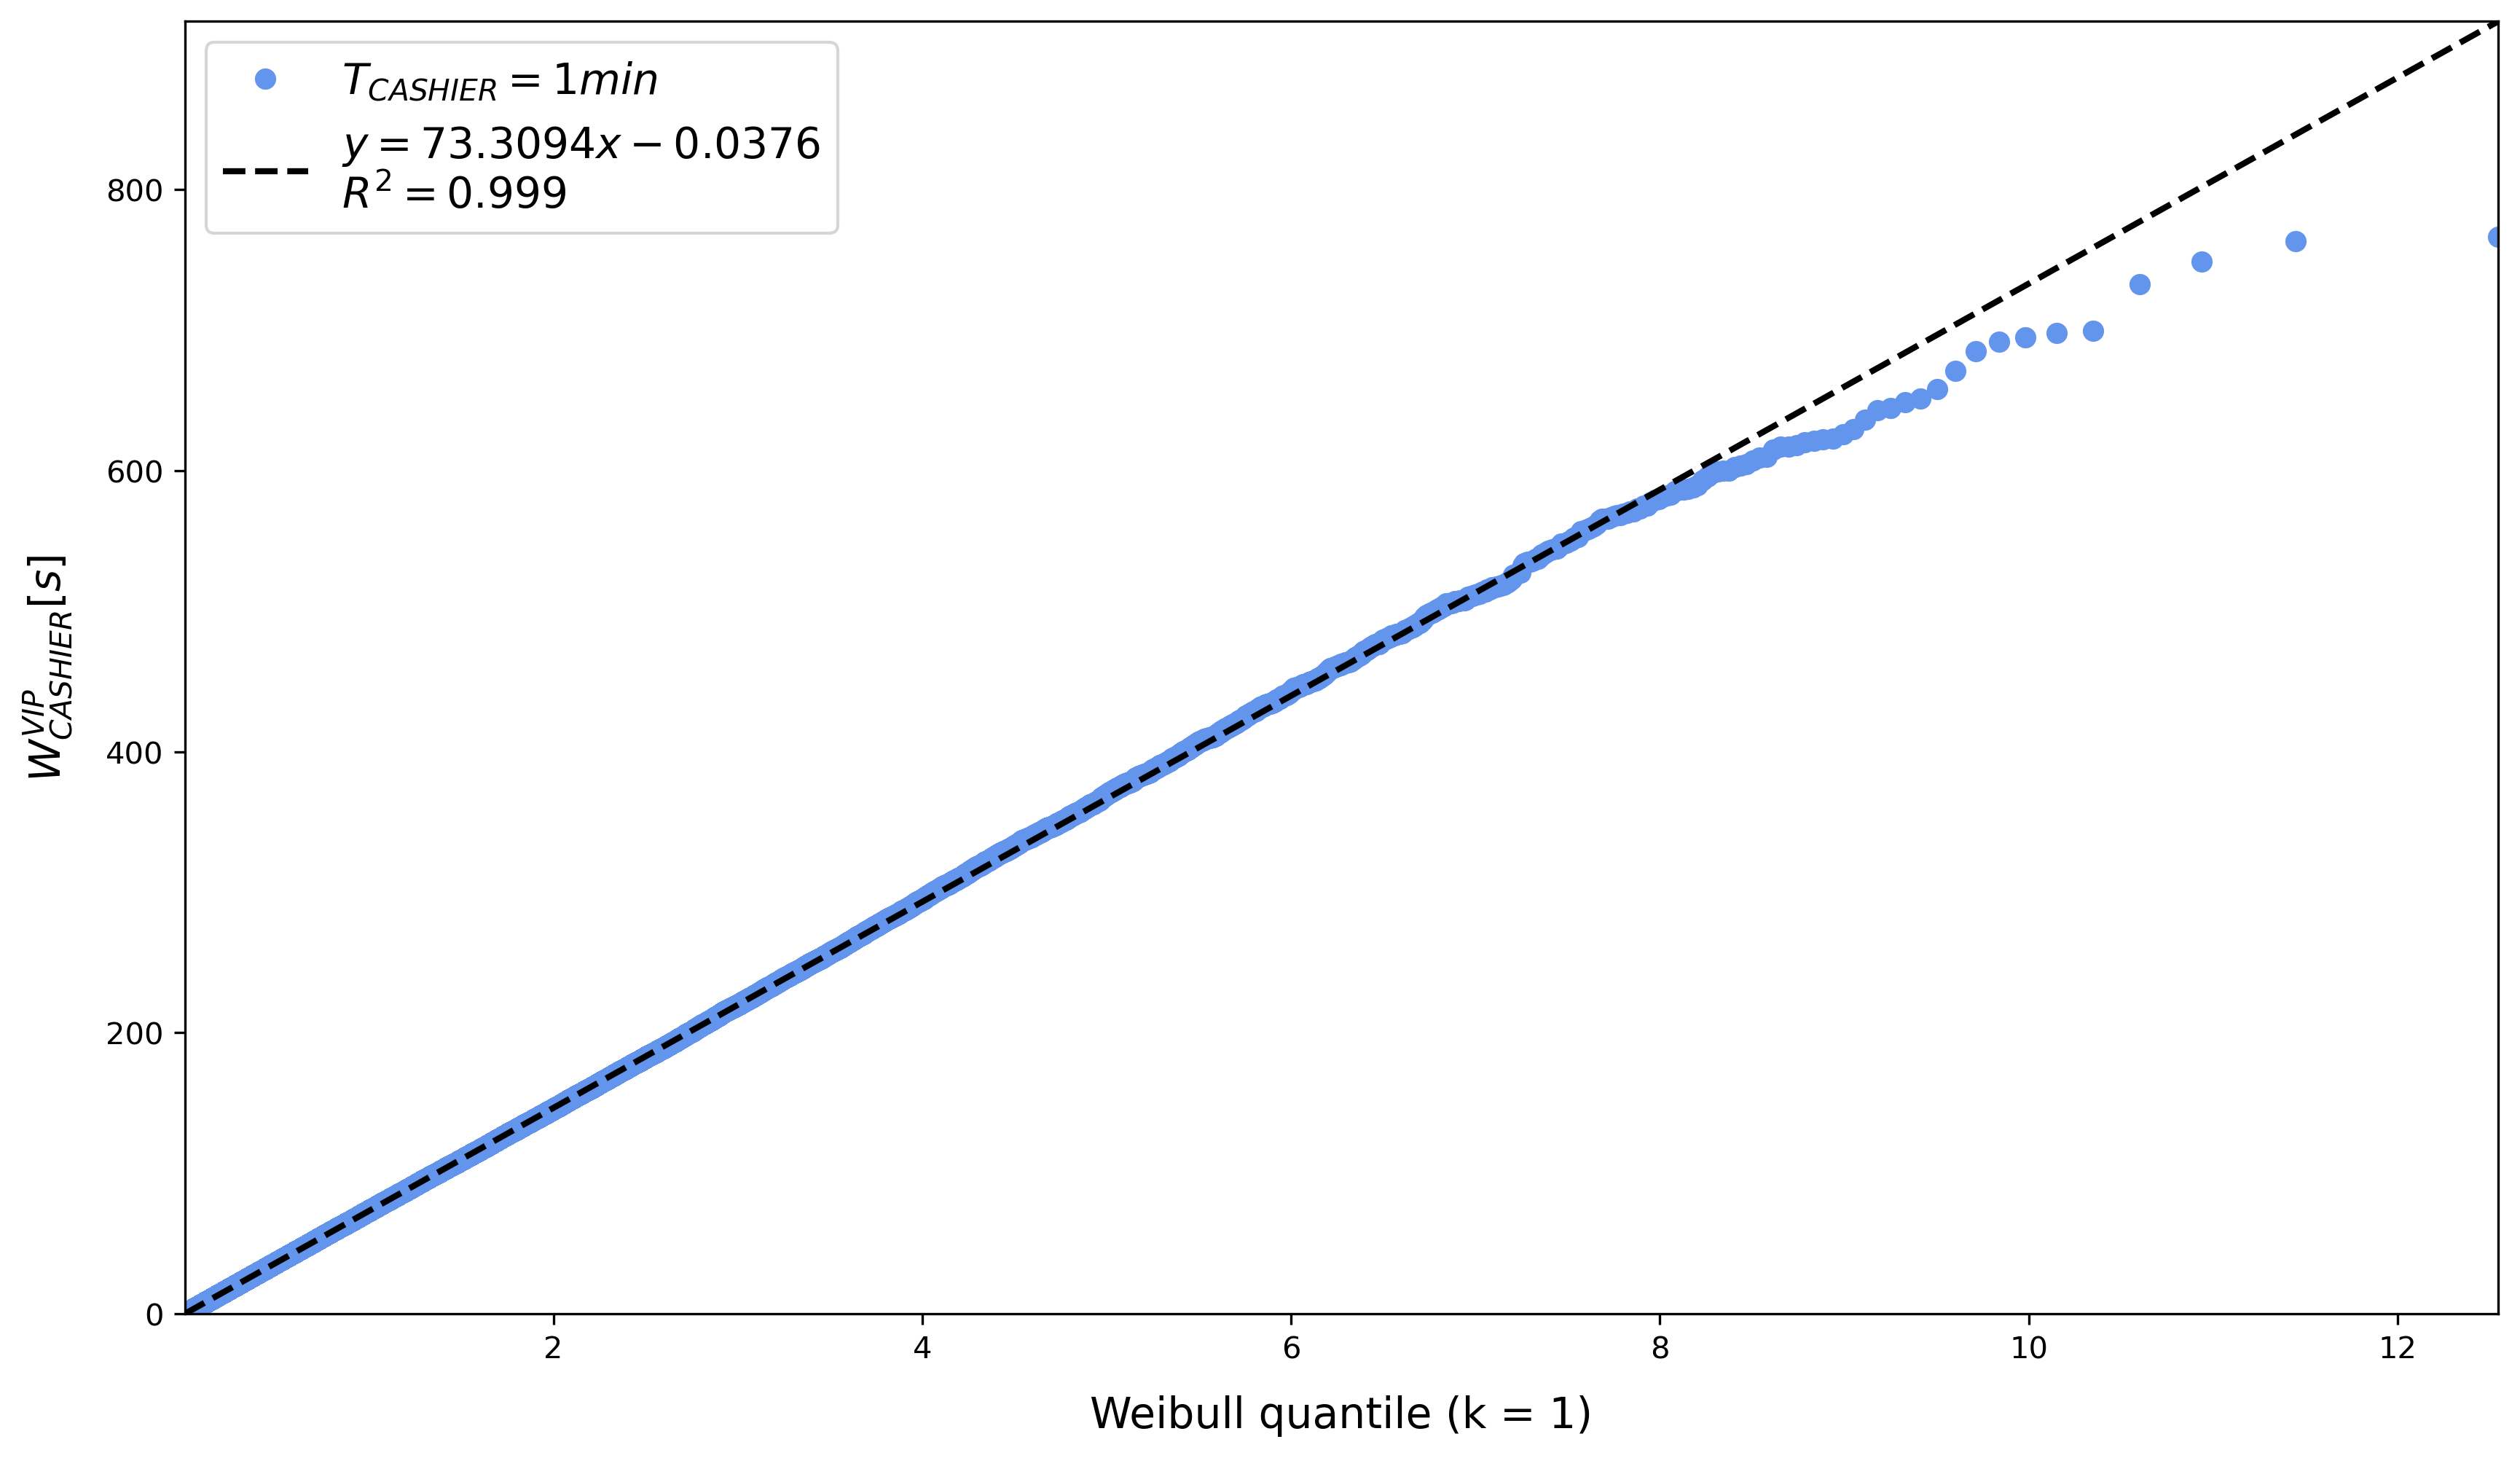 T_CASHIER = 1min
y = 73.3094x − 0.0376
R² = 0.999
800
600
400
200
0
W^VIP_CASHIER [s]
2 4 6 8 10 12
Weibull quantile (k = 1)